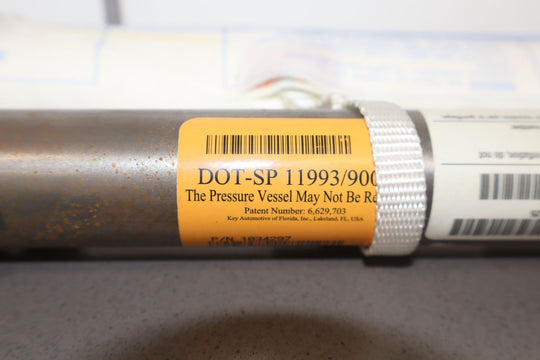 DOT-SP 11993/900
The Pressure Vessel May Not Be Re
Patent Number: 6,629,703
Key Automotive of Florida, Inc., Lakeland, FL, USA
P/N
not